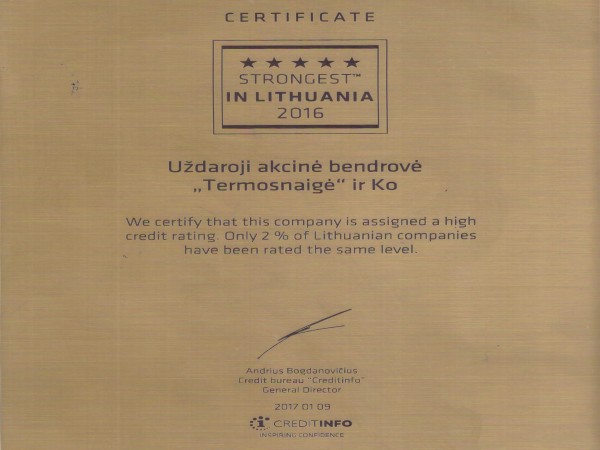 CERTIFICATE
★★★★★
STRONGEST™
IN LITHUANIA
2016
Uždaroji akcinė bendrovė
„Termosnaigė“ ir Ko
We certify that this company is assigned a high
credit rating. Only 2 % of Lithuanian companies
have been rated the same level.
Andrius Bogdanovičius
Credit bureau "Creditinfo"
General Director
2017 01 09
CREDITINFO
INSPIRING CONFIDENCE